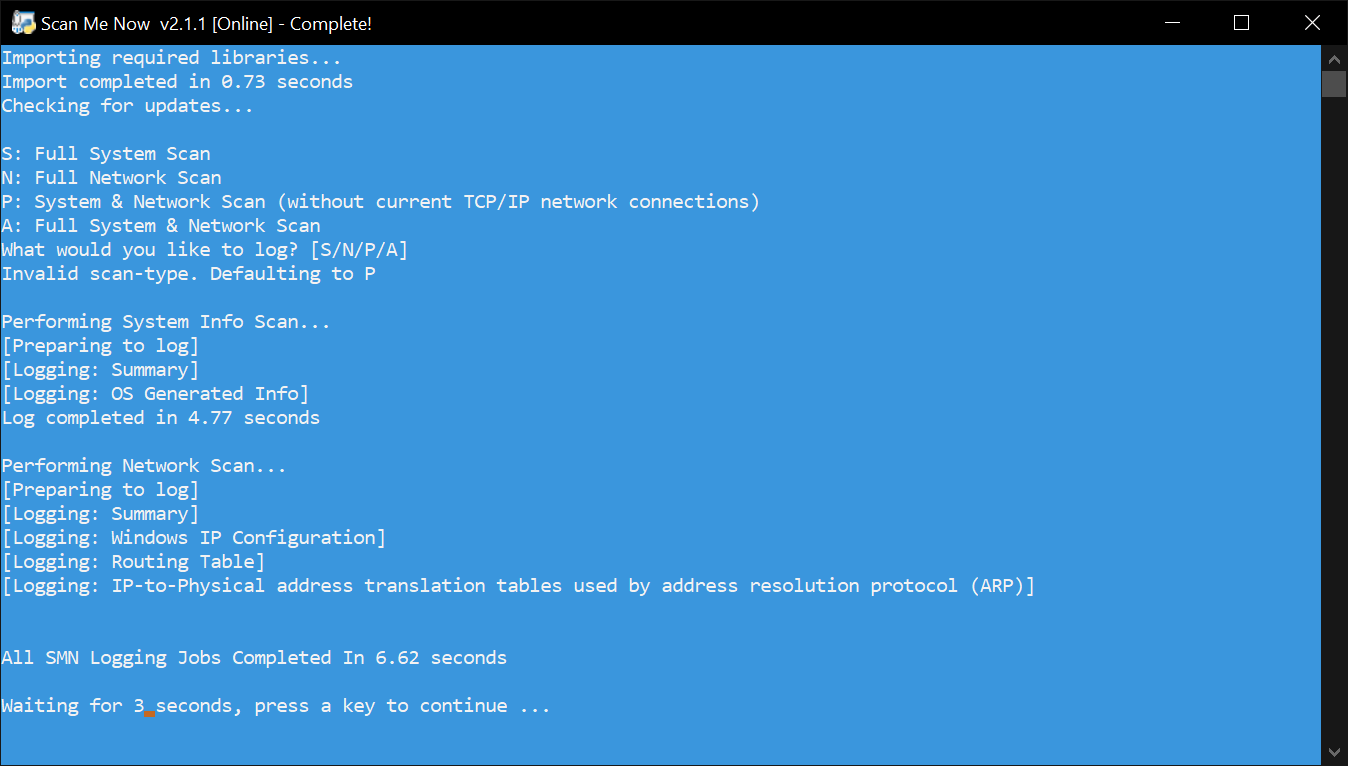 Scan Me Now  v2.1.1 [Online] - Complete!
Importing required libraries...
Import completed in 0.73 seconds
Checking for updates...
S: Full System Scan
N: Full Network Scan
P: System & Network Scan (without current TCP/IP network connections)
A: Full System & Network Scan
What would you like to log? [S/N/P/A]
Invalid scan-type. Defaulting to P
Performing System Info Scan...
[Preparing to log]
[Logging: Summary]
[Logging: OS Generated Info]
Log completed in 4.77 seconds
Performing Network Scan...
[Preparing to log]
[Logging: Summary]
[Logging: Windows IP Configuration]
[Logging: Routing Table]
[Logging: IP-to-Physical address translation tables used by address resolution protocol (ARP)]
All SMN Logging Jobs Completed In 6.62 seconds
Waiting for 3 seconds, press a key to continue ...